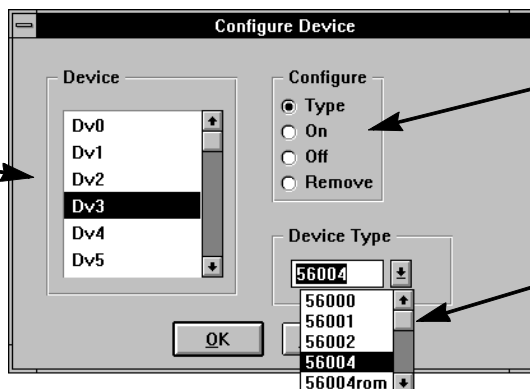 Configure Device
Device
Dv0
Dv1
Dv2
Dv3
Dv4
Dv5
Configure
Type
On
Off
Remove
Device Type
56004
56000
56001
56002
56004
56004rom
OK